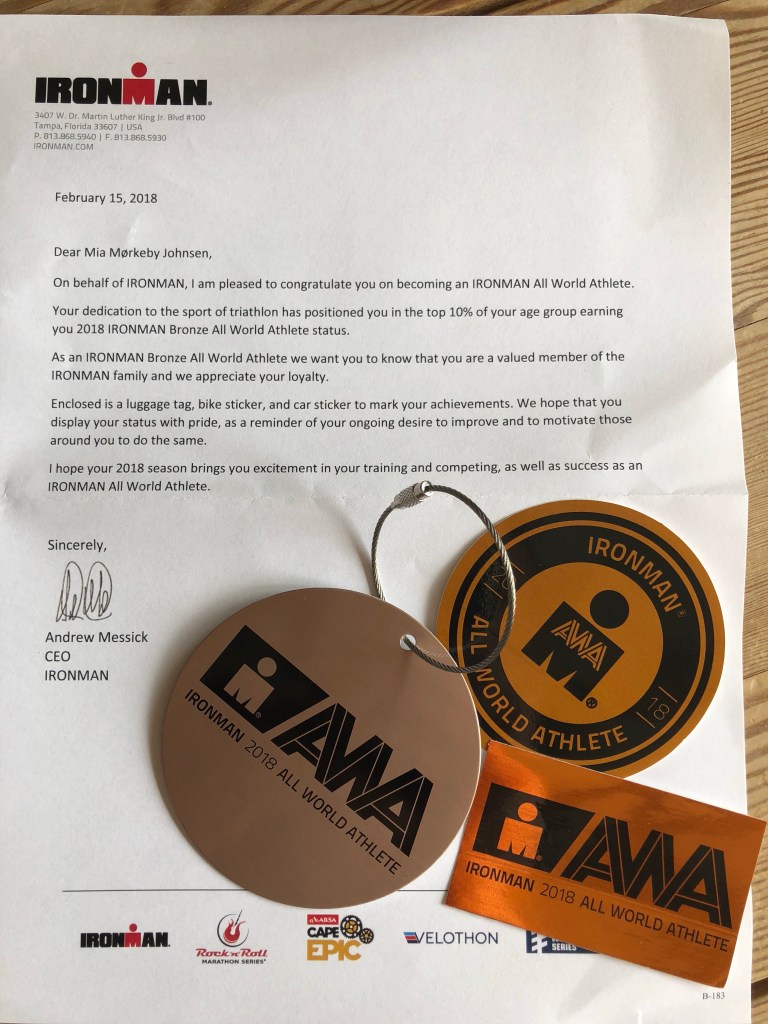 IRONMAN®
3407 W. Dr. Martin Luther King Jr. Blvd #100
Tampa, Florida 33607 | USA
P. 813.868.5940 | F. 813.868.5930
IRONMAN.COM
February 15, 2018
Dear Mia Mørkeby Johnsen,
On behalf of IRONMAN, I am pleased to congratulate you on becoming an IRONMAN All World Athlete.
Your dedication to the sport of triathlon has positioned you in the top 10% of your age group earning
you 2018 IRONMAN Bronze All World Athlete status.
As an IRONMAN Bronze All World Athlete we want you to know that you are a valued member of the
IRONMAN family and we appreciate your loyalty.
Enclosed is a luggage tag, bike sticker, and car sticker to mark your achievements. We hope that you
display your status with pride, as a reminder of your ongoing desire to improve and to motivate those
around you to do the same.
I hope your 2018 season brings you excitement in your training and competing, as well as success as an
IRONMAN All World Athlete.
Sincerely,
Andrew Messick
CEO
IRONMAN
IRONMAN®
20
AWA
M®
18
ALL WORLD ATHLETE
M® AWA
IRONMAN 2018 ALL WORLD ATHLETE
M® AWA
IRONMAN 2018 ALL WORLD ATHLETE
IRONMAN®
Rock'n'Roll
MARATHON SERIES®
ABSA
CAPE
EPIC
VELOTHON
SERIES
B-183